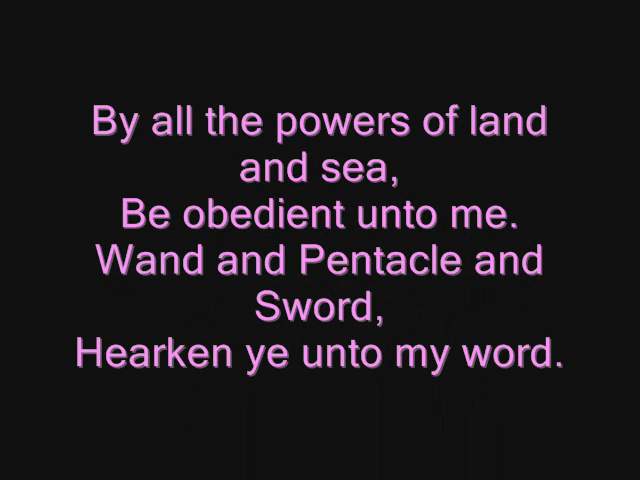 By all the powers of land
and sea,
Be obedient unto me.
Wand and Pentacle and
Sword,
Hearken ye unto my word.